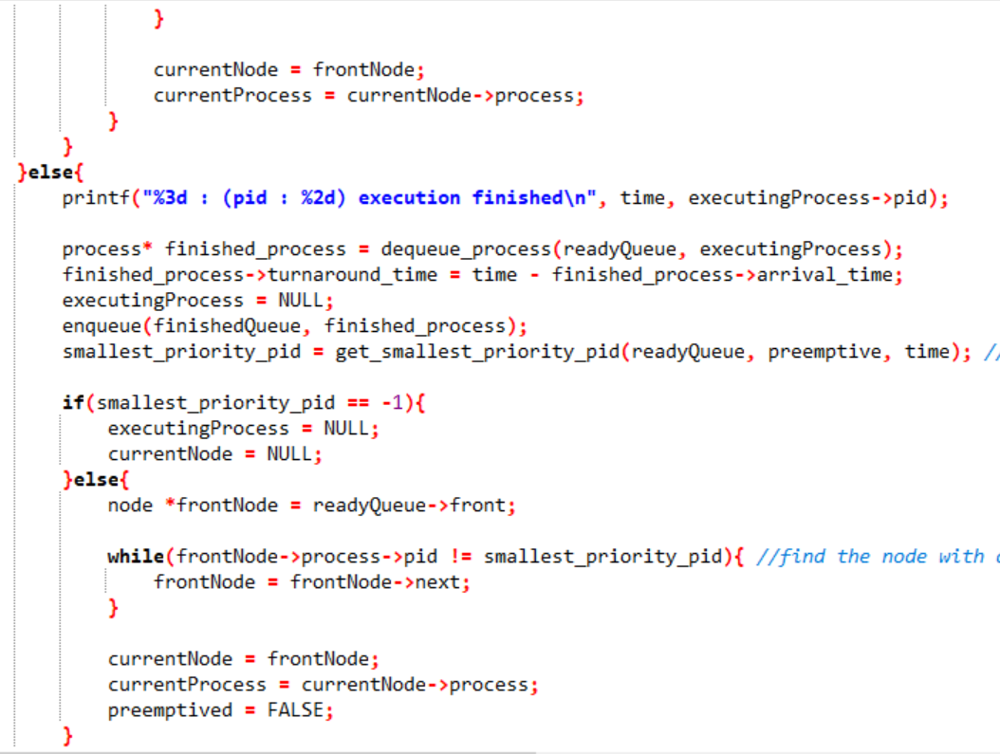 }
currentNode = frontNode;
currentProcess = currentNode->process;
}
}
}else{
printf("%3d : (pid : %2d) execution finished\n", time, executingProcess->pid);
process* finished_process = dequeue_process(readyQueue, executingProcess);
finished_process->turnaround_time = time - finished_process->arrival_time;
executingProcess = NULL;
enqueue(finishedQueue, finished_process);
smallest_priority_pid = get_smallest_priority_pid(readyQueue, preemptive, time); //
if(smallest_priority_pid == -1){
executingProcess = NULL;
currentNode = NULL;
}else{
node *frontNode = readyQueue->front;
while(frontNode->process->pid != smallest_priority_pid){ //find the node with
frontNode = frontNode->next;
}
currentNode = frontNode;
currentProcess = currentNode->process;
preemptived = FALSE;
}